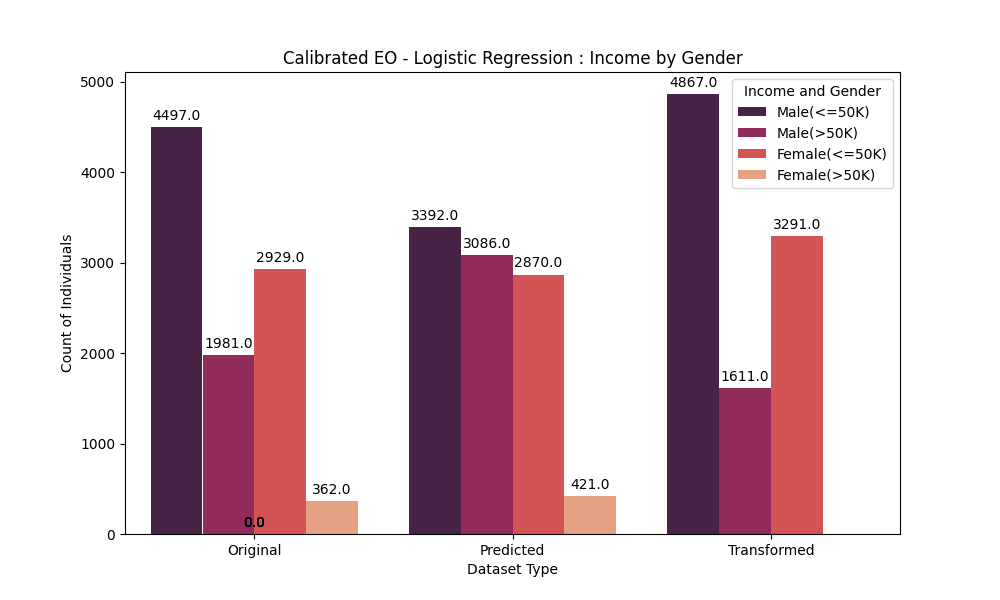 Calibrated EO - Logistic Regression : Income by Gender
Count of Individuals
5000
4000
3000
2000
1000
0
4497.0
1981.0
2929.0
362.0
0.0
3392.0
3086.0
2870.0
421.0
4867.0
1611.0
3291.0
Income and Gender
Male(<=50K)
Male(>50K)
Female(<=50K)
Female(>50K)
Original
Predicted
Transformed
Dataset Type